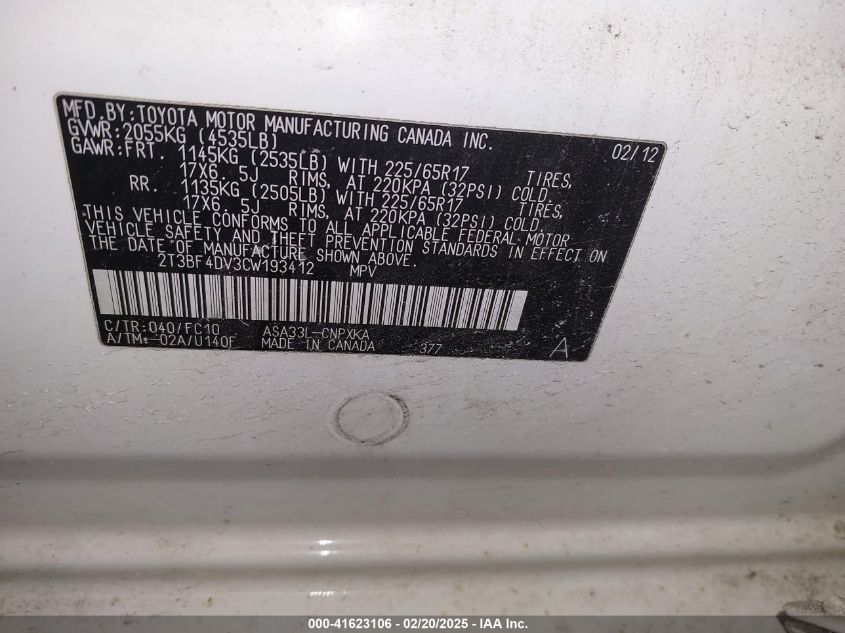 MFD. BY: TOYOTA MOTOR MANUFACTURING CANADA INC. 02/12
GVWR: 2055KG (4535LB)
GAWR: FRT. 1145KG (2535LB) WITH 225/65R17 TIRES,
17X6. 5J RIMS, AT 220KPA (32PSI) COLD.
RR. 1135KG (2505LB) WITH 225/65R17 TIRES,
17X6. 5J RIMS, AT 220KPA (32PSI) COLD.
THIS VEHICLE CONFORMS TO ALL APPLICABLE FEDERAL MOTOR
VEHICLE SAFETY AND THEFT PREVENTION STANDARDS IN EFFECT ON
THE DATE OF MANUFACTURE SHOWN ABOVE.
2T3BF4DV3CW193412 MPV
C/TR: 040/FC10 ASA33L-CNPXKA
A/TM: -02A/U140F MADE IN CANADA 377 A
000-41623106 - 02/20/2025 - IAA Inc.